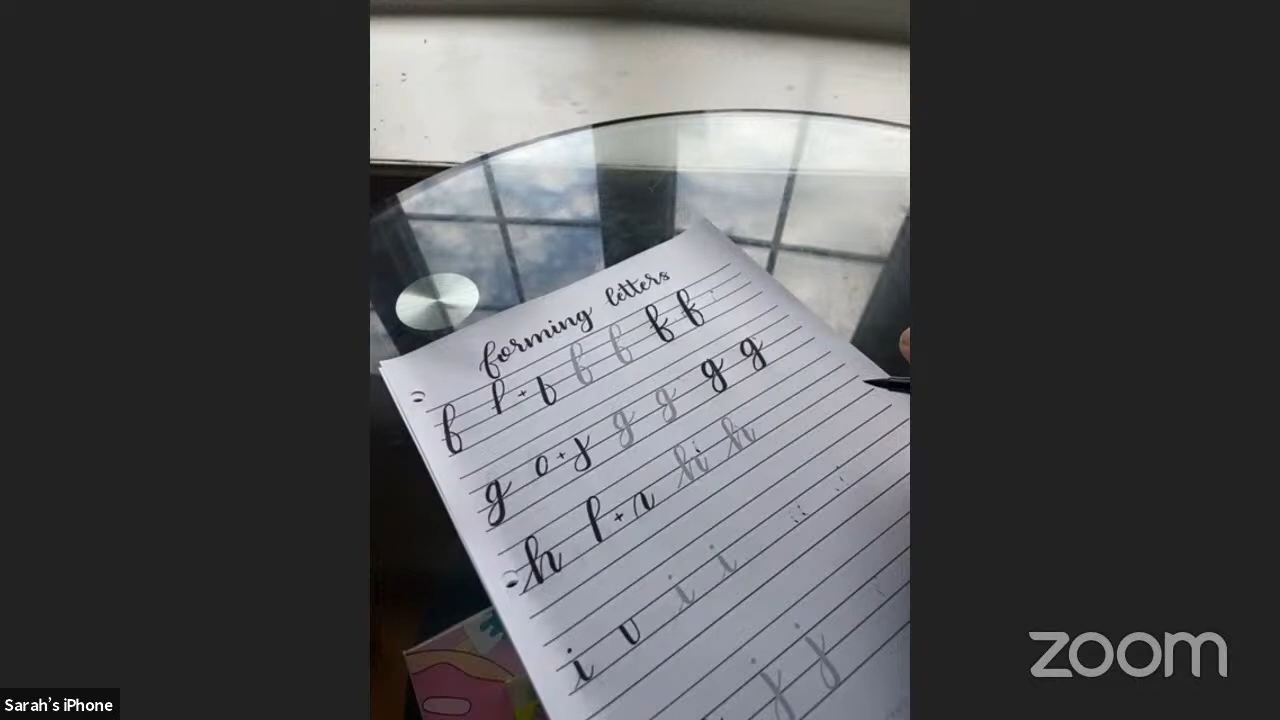 forming letters
f l + f f f f f
g o + j g g g g
h l + n h h
i u i i
j j
Sarah's iPhone
zoom